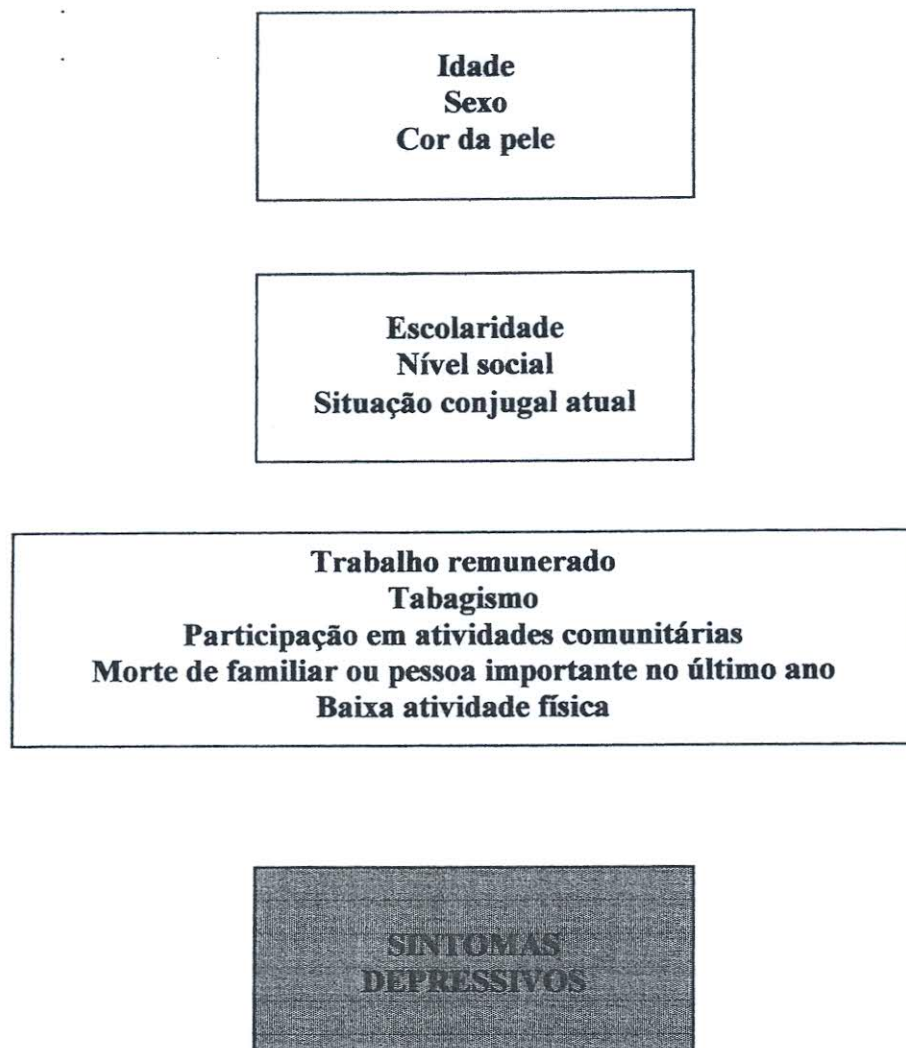 Idade
Sexo
Cor da pele
Escolaridade
Nível social
Situação conjugal atual
Trabalho remunerado
Tabagismo
Participação em atividades comunitárias
Morte de familiar ou pessoa importante no último ano
Baixa atividade física
SINTOMAS
DEPRESSIVOS